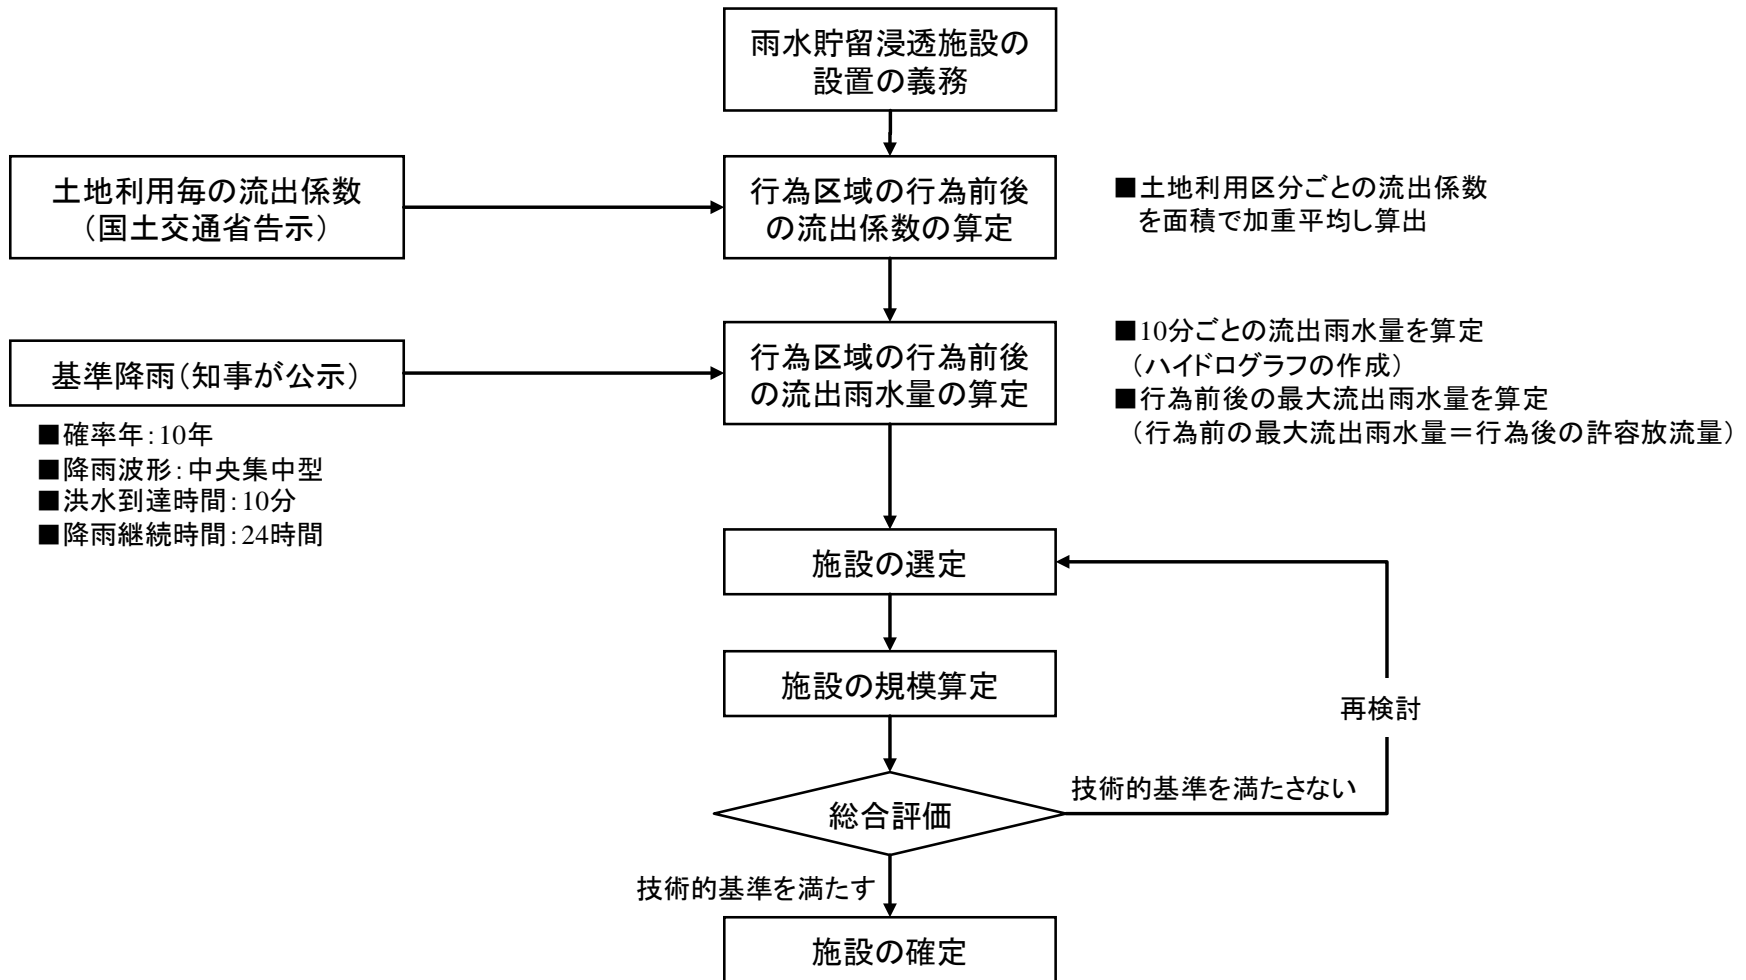 雨水貯留浸透施設の
設置の義務
土地利用毎の流出係数
(国土交通省告示)
行為区域の行為前後
の流出係数の算定
■土地利用区分ごとの流出係数
を面積で加重平均し算出
基準降雨(知事が公示)
■確率年:10年
■降雨波形:中央集中型
■洪水到達時間:10分
■降雨継続時間:24時間
行為区域の行為前後
の流出雨水量の算定
■10分ごとの流出雨水量を算定
(ハイドログラフの作成)
■行為前後の最大流出雨水量を算定
(行為前の最大流出雨水量=行為後の許容放流量)
施設の選定
施設の規模算定
再検討
総合評価
技術的基準を満たさない
技術的基準を満たす
施設の確定